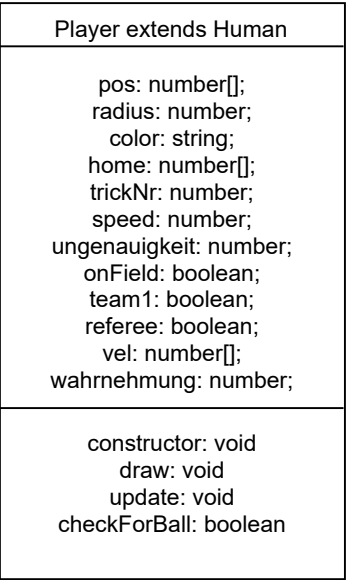 Player extends Human
pos: number[];
radius: number;
color: string;
home: number[];
trickNr: number;
speed: number;
ungenauigkeit: number;
onField: boolean;
team1: boolean;
referee: boolean;
vel: number[];
wahrnehmung: number;
constructor: void
draw: void
update: void
checkForBall: boolean